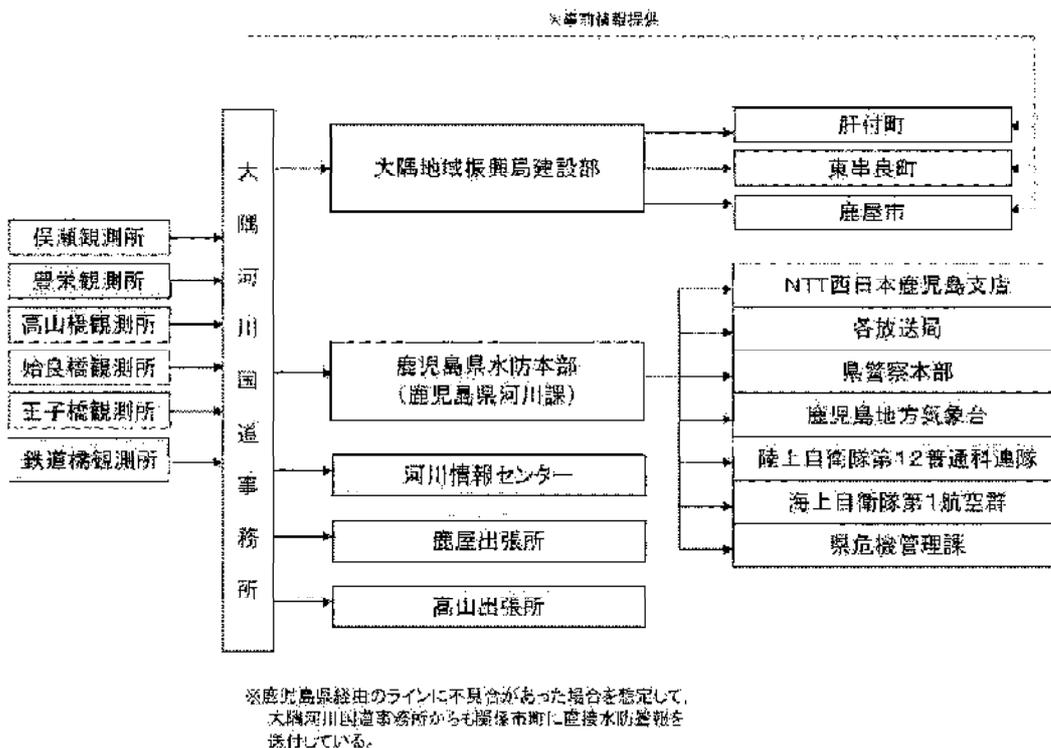 ※事前情報提供
大隅河川国道事務所
俣瀬観測所
豊栄観測所
高山橋観測所
姶良橋観測所
王子橋観測所
鉄道橋観測所
大隅地域振興局建設部
鹿児島県水防本部
(鹿児島県河川課)
河川情報センター
鹿屋出張所
高山出張所
肝付町
東串良町
鹿屋市
NTT西日本鹿児島支店
各放送局
県警察本部
鹿児島地方気象台
陸上自衛隊第12普通科連隊
海上自衛隊第1航空群
県危機管理課
※鹿児島県経由のラインに不具合があった場合を想定して、
大隅河川国道事務所からも関係市町に直接水防警報を
送付している。